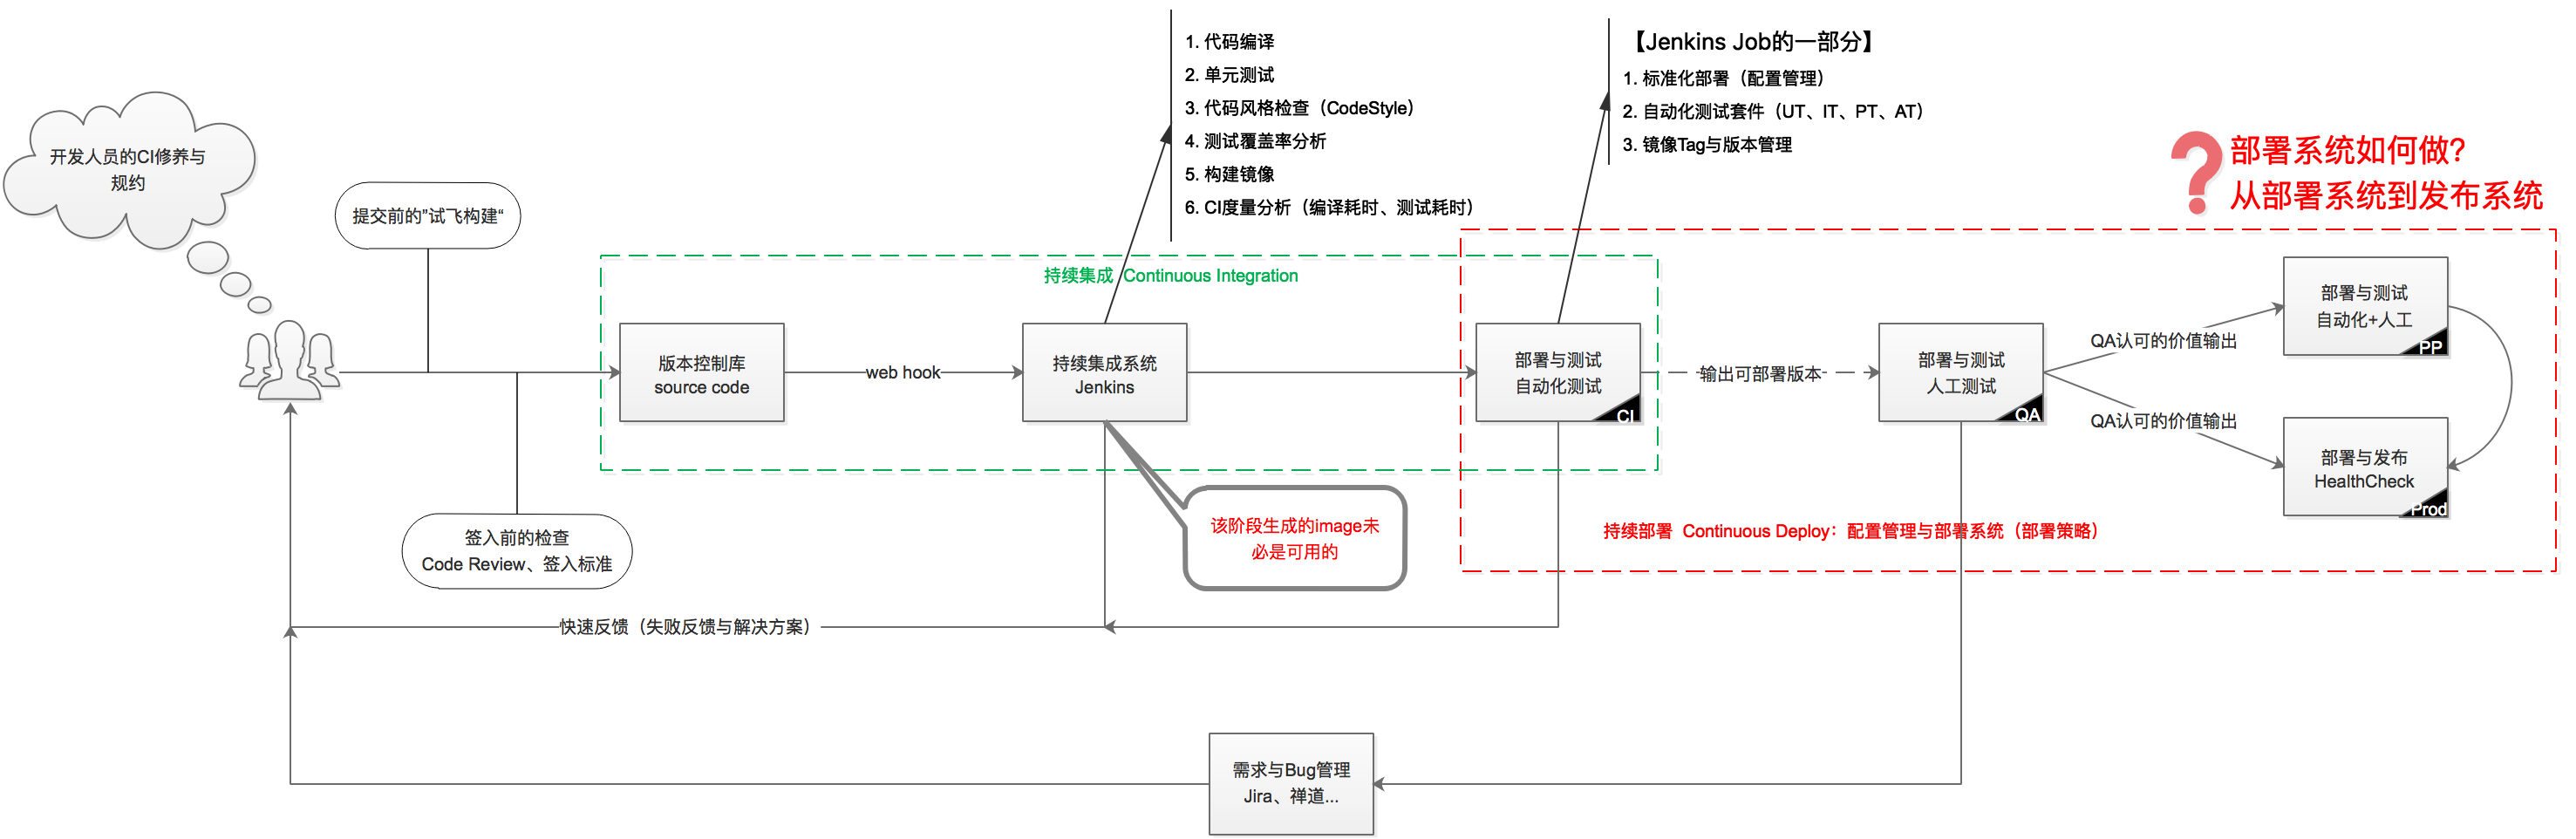 1. 代码编译
2. 单元测试
3. 代码风格检查（CodeStyle）
4. 测试覆盖率分析
5. 构建镜像
6. CI度量分析（编译耗时、测试耗时）
【Jenkins Job的一部分】
1. 标准化部署（配置管理）
2. 自动化测试套件（UT、IT、PT、AT）
3. 镜像Tag与版本管理
部署系统如何做?
从部署系统到发布系统
开发人员的CI修养与
规约
提交前的”试飞构建“
持续集成 Continuous Integration
版本控制库
source code
web hook
持续集成系统
Jenkins
部署与测试
自动化测试
CI
输出可部署版本
部署与测试
人工测试
QA
QA认可的价值输出
QA认可的价值输出
部署与测试
自动化+人工
PP
部署与发布
HealthCheck
Prod
签入前的检查
Code Review、签入标准
该阶段生成的image未
必是可用的
持续部署 Continuous Deploy：配置管理与部署系统（部署策略）
快速反馈（失败反馈与解决方案）
需求与Bug管理
Jira、禅道...